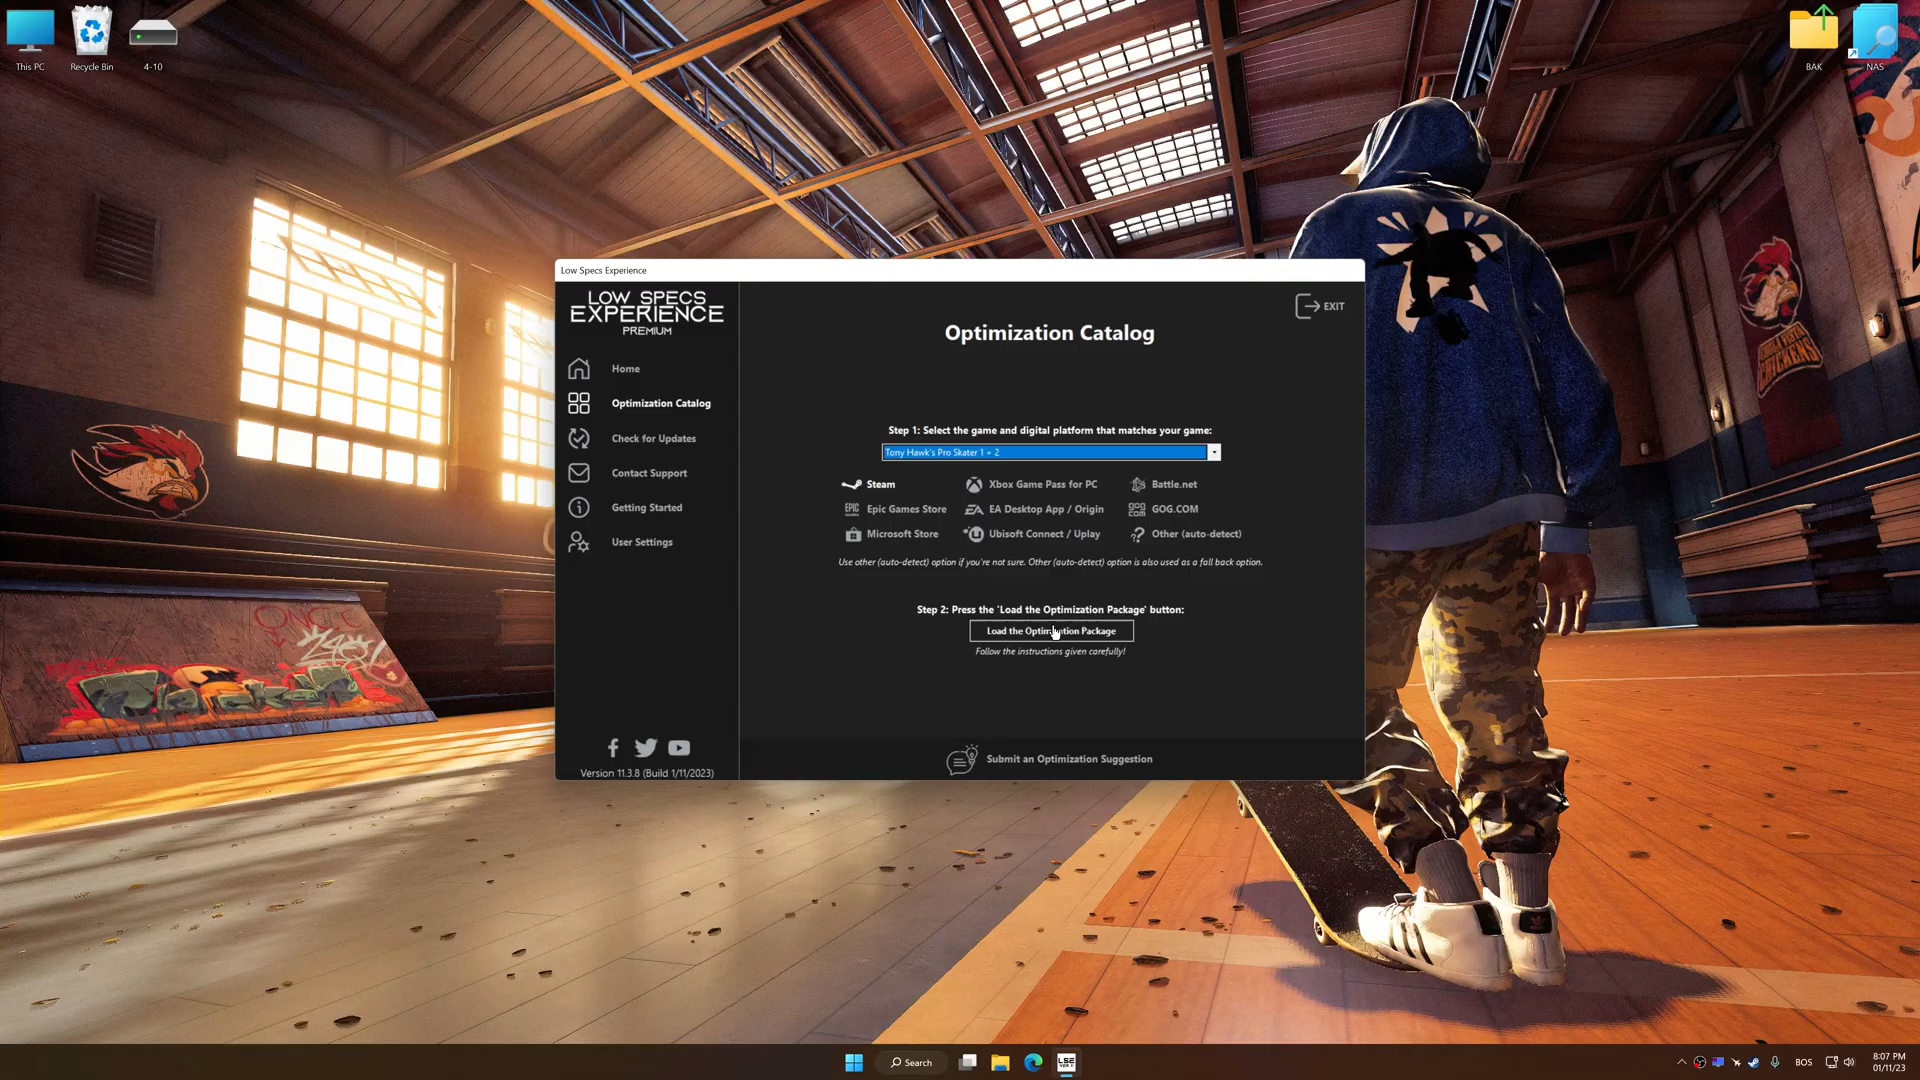 This PC
Recycle Bin
4-10
BAK
NAS
Low Specs Experience
LOW SPECS
EXPERIENCE
PREMIUM
Home
Optimization Catalog
Check for Updates
Contact Support
Getting Started
User Settings
Version 11.3.8 (Build 1/11/2023)
EXIT
Optimization Catalog
Step 1: Select the game and digital platform that matches your game:
Tony Hawk's Pro Skater 1 + 2
Steam
Xbox Game Pass for PC
Battle.net
EPIC
Epic Games Store
EA Desktop App / Origin
GOG.COM
Microsoft Store
Ubisoft Connect / Uplay
Other (auto-detect)
Use other (auto-detect) option if you're not sure. Other (auto-detect) option is also used as a fall back option.
Step 2: Press the 'Load the Optimization Package' button:
Load the Optimization Package
Follow the instructions given carefully!
Submit an Optimization Suggestion
CHICKENS
Search
LSE
BOS
8:07 PM
01/11/23